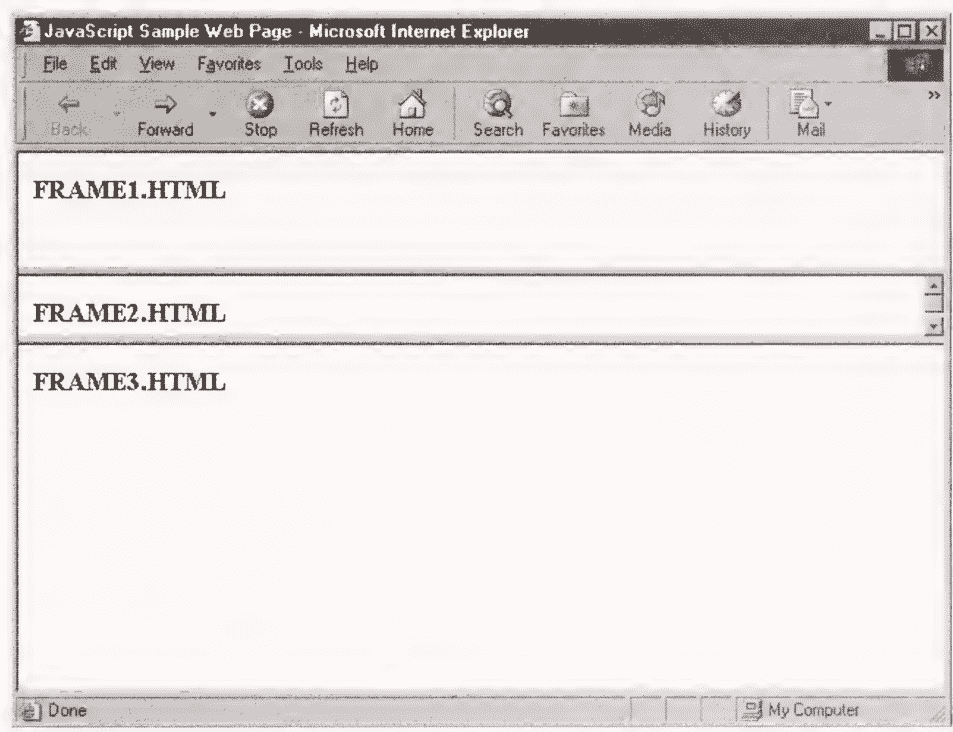 JavaScript Sample Web Page - Microsoft Internet Explorer
File Edit View Favorites Tools Help
Back Forward Stop Refresh Home Search Favorites Media History Mail »
FRAME1.HTML
FRAME2.HTML
FRAME3.HTML
Done My Computer